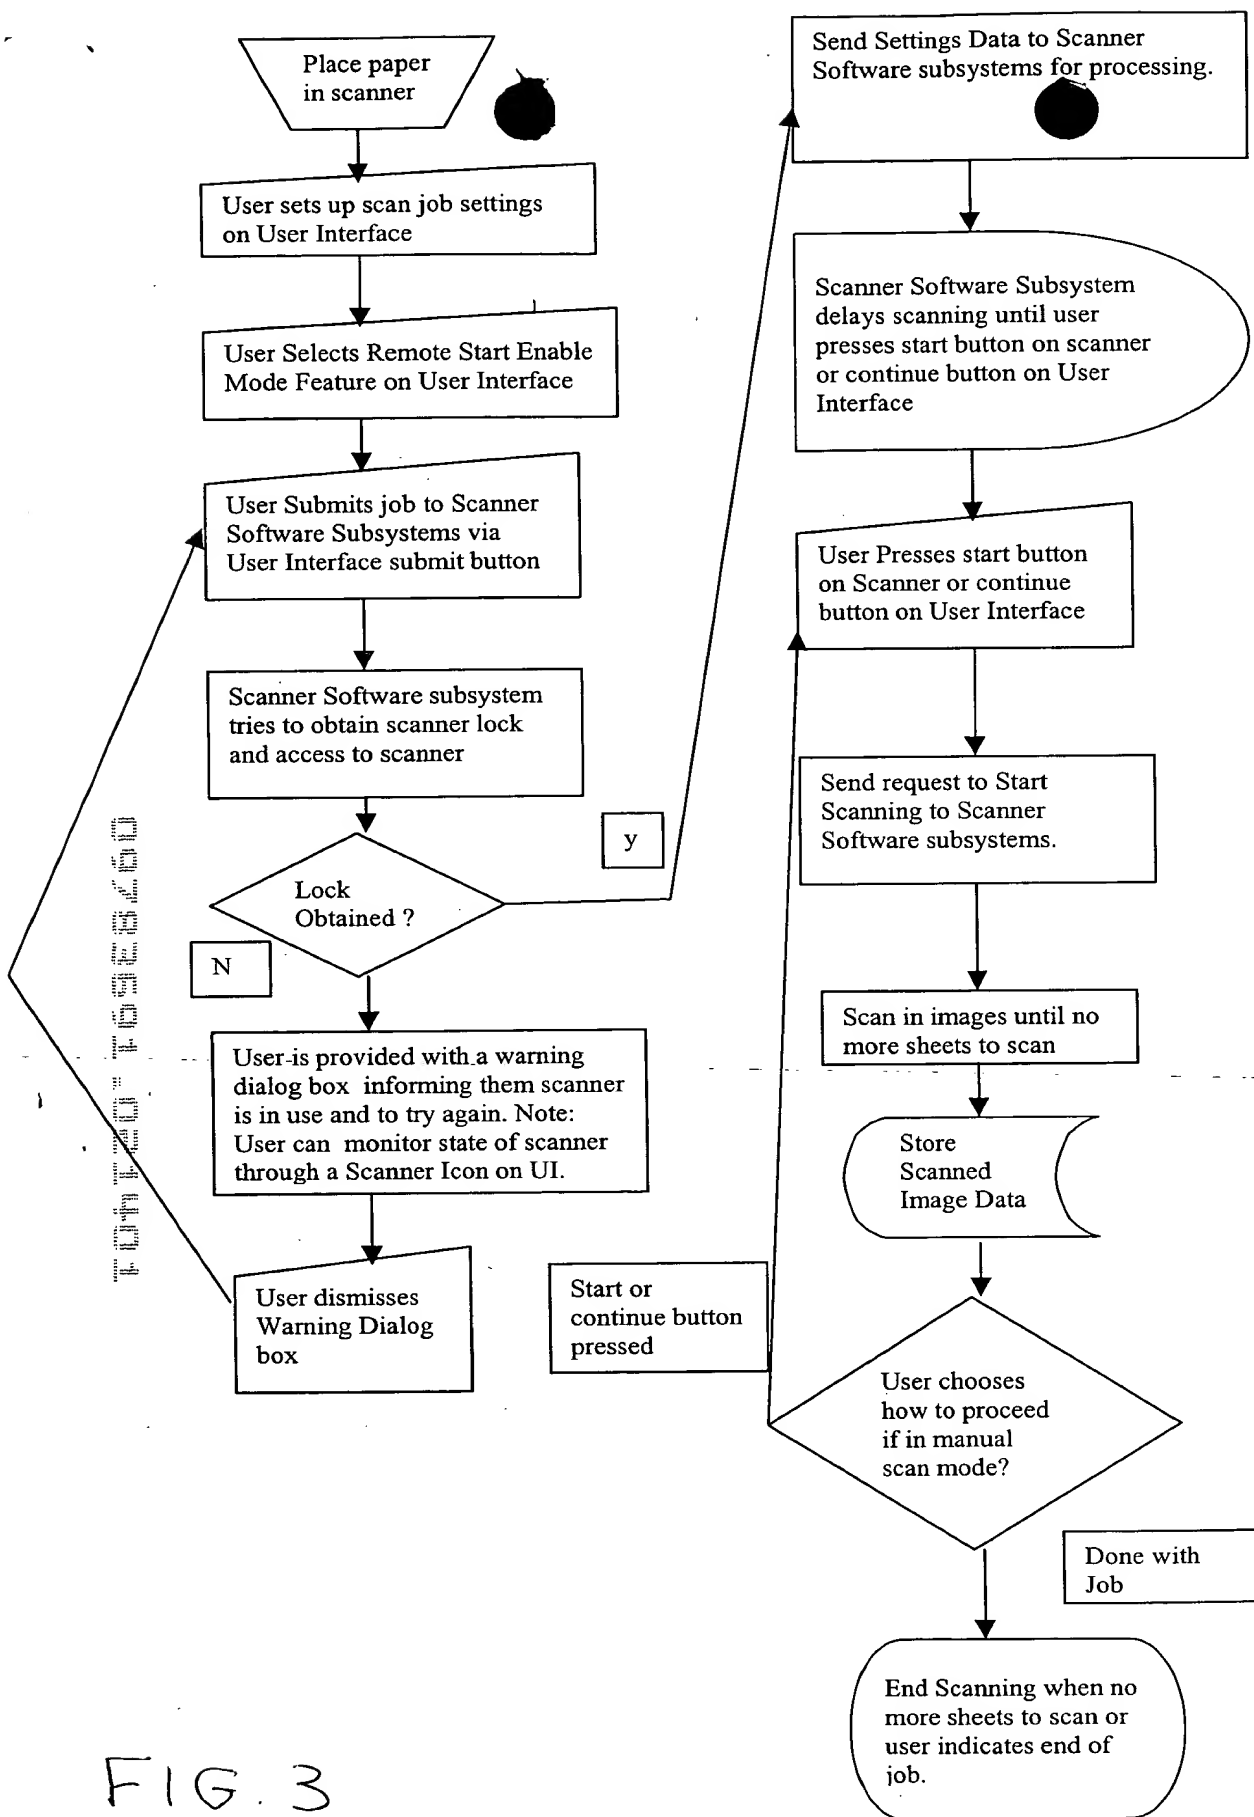 Place paper
in scanner
User sets up scan job settings
on User Interface
User Selects Remote Start Enable
Mode Feature on User Interface
User Submits job to Scanner
Software Subsystems via
User Interface submit button
Scanner Software subsystem
tries to obtain scanner lock
and access to scanner
Lock
Obtained ?
y
N
User is provided with a warning
dialog box informing them scanner
is in use and to try again. Note:
User can monitor state of scanner
through a Scanner Icon on UI.
User dismisses
Warning Dialog
box
Send Settings Data to Scanner
Software subsystems for processing.
Scanner Software Subsystem
delays scanning until user
presses start button on scanner
or continue button on User
Interface
User Presses start button
on Scanner or continue
button on User Interface
Send request to Start
Scanning to Scanner
Software subsystems.
Scan in images until no
more sheets to scan
Store
Scanned
Image Data
Start or
continue button
pressed
User chooses
how to proceed
if in manual
scan mode?
Done with
Job
End Scanning when no
more sheets to scan or
user indicates end of
job.
09783691.021401
FIG. 3